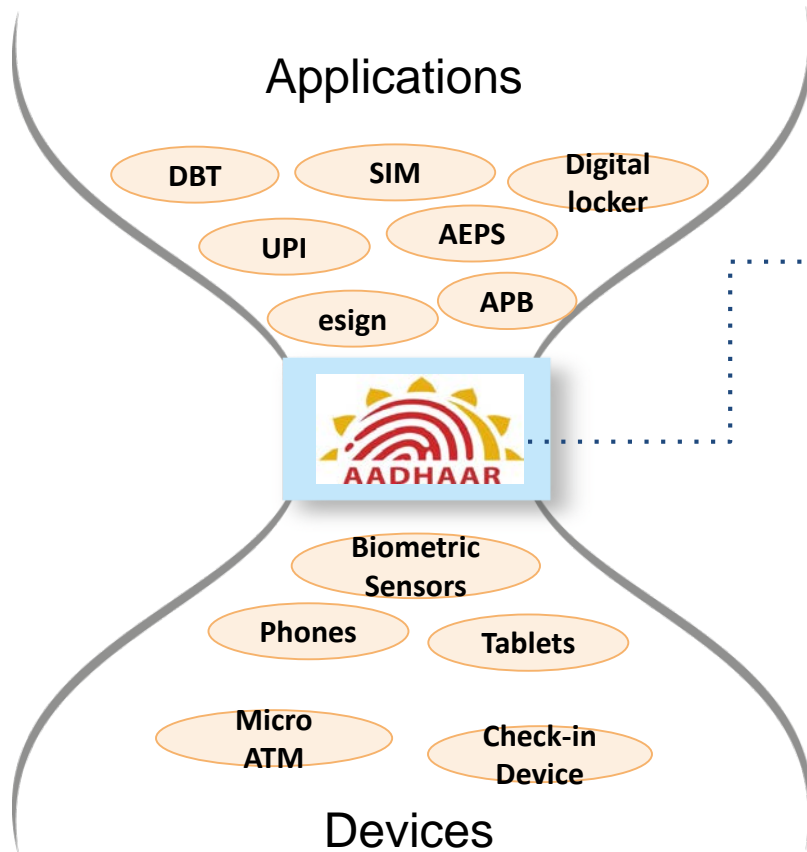 Applications
DBT
SIM
Digital
locker
UPI
AEPS
esign
APB
AADHAAR
Biometric
Sensors
Phones
Tablets
Micro
ATM
Check-in
Device
Devices